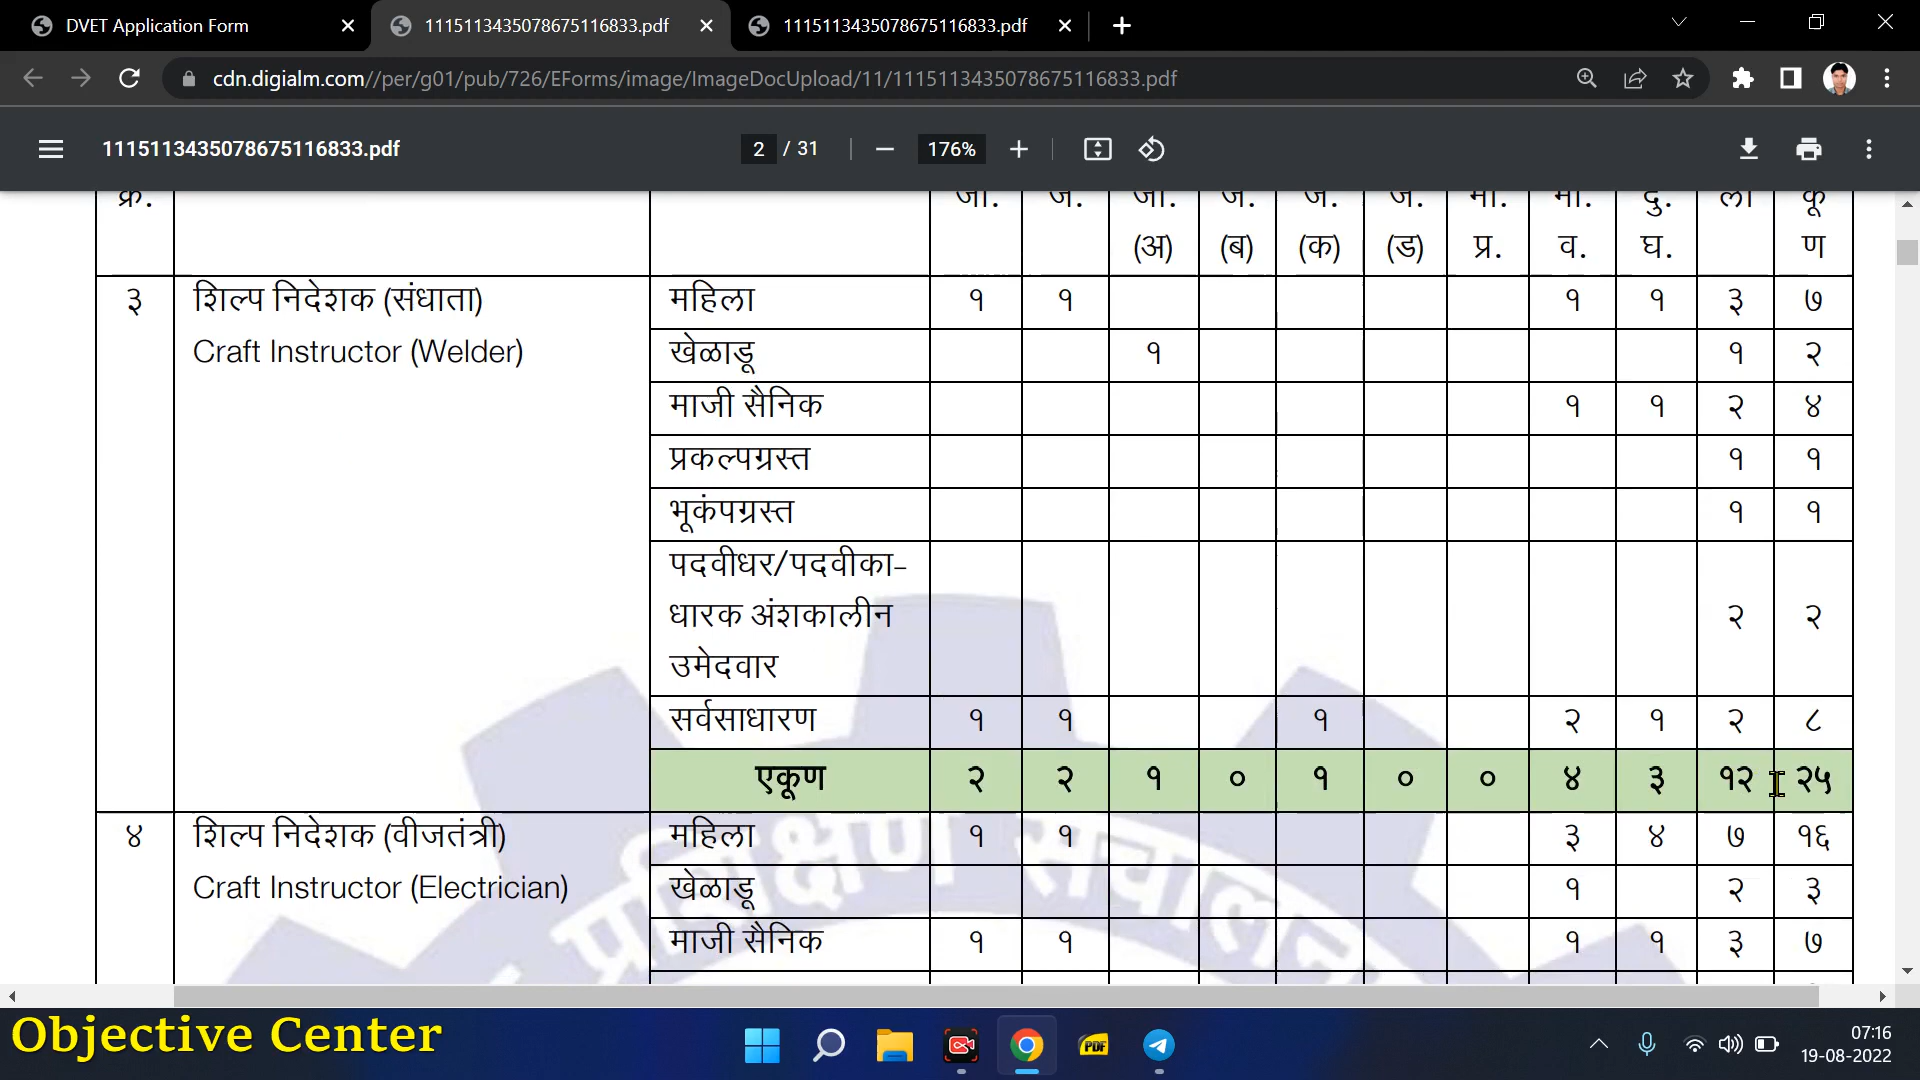 DVET Application Form
1115113435078675116833.pdf
1115113435078675116833.pdf
cdn.digialm.com//per/g01/pub/726/EForms/image/ImageDocUpload/11/1115113435078675116833.pdf
1115113435078675116833.pdf 2 / 31 176%
क्र. जा. ज. जा. ज. ज. ज. मा. मा. दु. ला कू
(अ) (ब) (क) (ड) प्र. व. घ. ण
३ शिल्प निदेशक (संधाता) महिला १ १ १ १ ३ ७
Craft Instructor (Welder) खेळाडू १ १ २
माजी सैनिक १ १ २ ४
प्रकल्पग्रस्त १ १
भूकंपग्रस्त १ १
पदवीधर/पदवीका-
धारक अंशकालीन २ २
उमेदवार
सर्वसाधारण १ १ १ २ १ २ ८
एकूण २ २ १ ० १ ० ० ४ ३ १२ २५
४ शिल्प निदेशक (वीजतंत्री) महिला १ १ ३ ४ ७ १६
Craft Instructor (Electrician) खेळाडू १ २ ३
माजी सैनिक १ १ १ १ ३ ७
प्रशिक्षण संचालन
Objective Center
PDF
07:16
19-08-2022